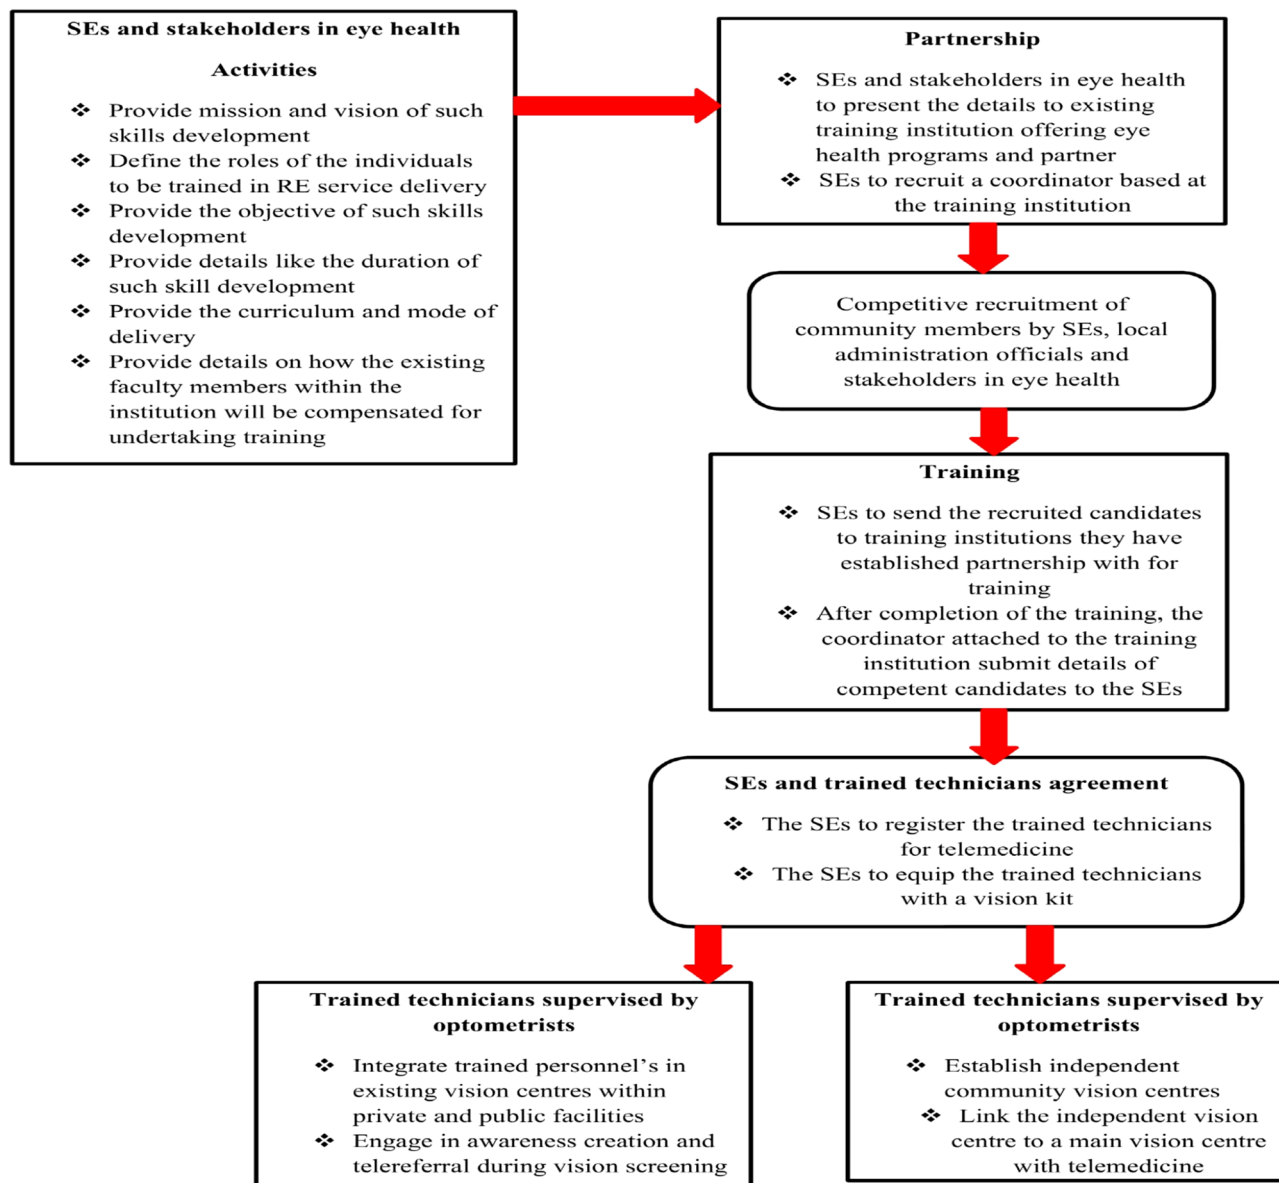 SEs and stakeholders in eye health
Activities
❖ Provide mission and vision of such
skills development
❖ Define the roles of the individuals
to be trained in RE service delivery
❖ Provide the objective of such skills
development
❖ Provide details like the duration of
such skill development
❖ Provide the curriculum and mode of
delivery
❖ Provide details on how the existing
faculty members within the
institution will be compensated for
undertaking training
Partnership
❖ SEs and stakeholders in eye health
to present the details to existing
training institution offering eye
health programs and partner
❖ SEs to recruit a coordinator based at
the training institution
Competitive recruitment of
community members by SEs, local
administration officials and
stakeholders in eye health
Training
❖ SEs to send the recruited candidates
to training institutions they have
established partnership with for
training
❖ After completion of the training, the
coordinator attached to the training
institution submit details of
competent candidates to the SEs
SEs and trained technicians agreement
❖ The SEs to register the trained technicians
for telemedicine
❖ The SEs to equip the trained technicians
with a vision kit
Trained technicians supervised by
optometrists
❖ Integrate trained personnel's in
existing vision centres within
private and public facilities
❖ Engage in awareness creation and
telereferral during vision screening
Trained technicians supervised by
optometrists
❖ Establish independent
community vision centres
❖ Link the independent vision
centre to a main vision centre
with telemedicine